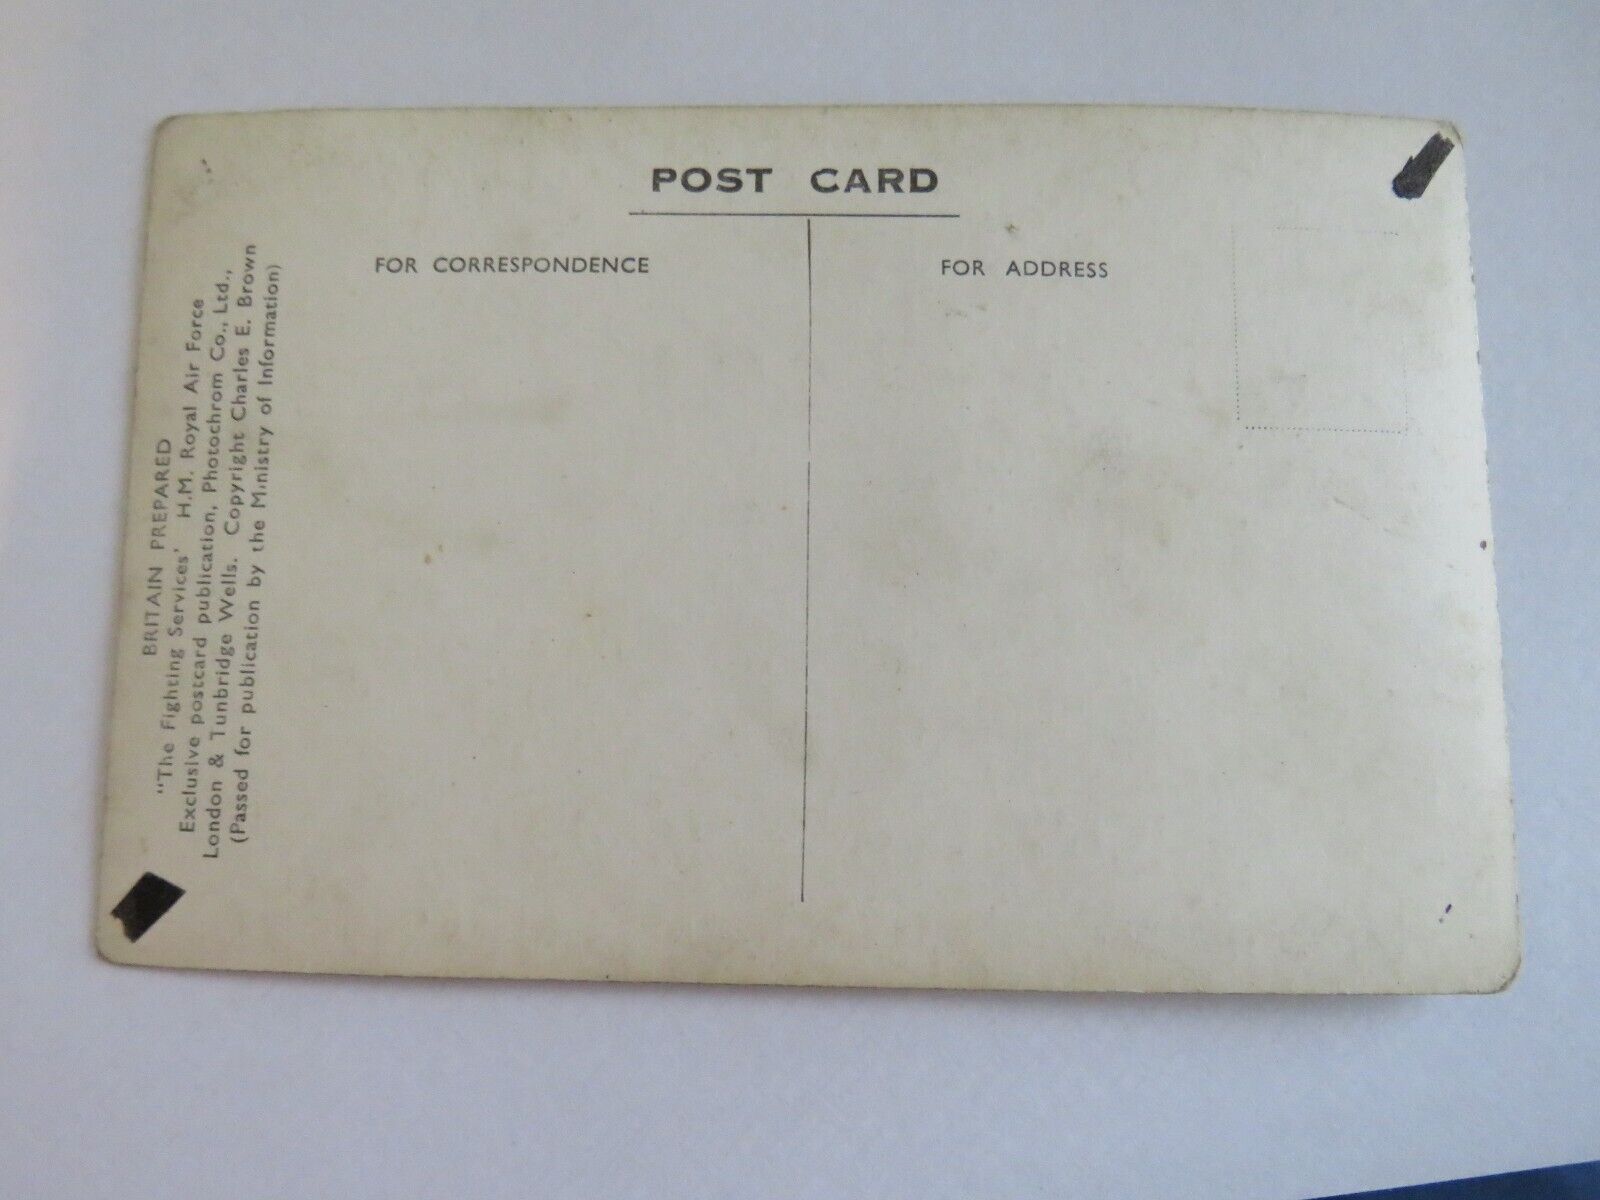 POST CARD
FOR CORRESPONDENCE
FOR ADDRESS
BRITAIN PREPARED
"The Fighting Services' H.M. Royal Air Force
Exclusive postcard publication, Photochrom Co., Ltd.,
London & Tunbridge Wells. Copyright Charles E. Brown
(Passed for publication by the Ministry of Information)